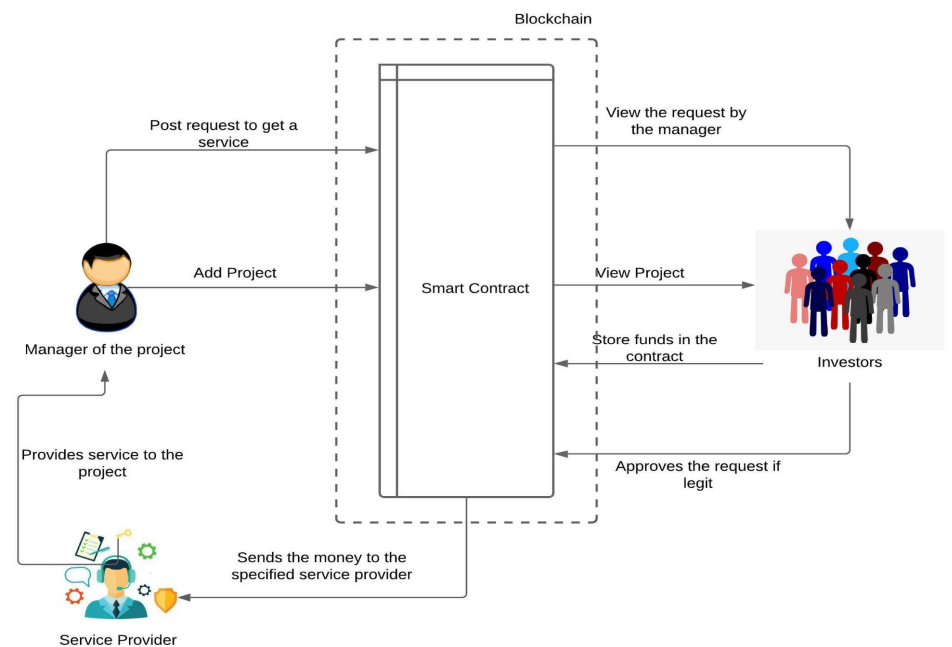 Blockchain
Post request to get a
service
View the request by
the manager
Add Project
Smart Contract
View Project
Manager of the project
Store funds in the
contract
Investors
Provides service to the
project
Approves the request if
legit
Sends the money to the
specified service provider
Service Provider